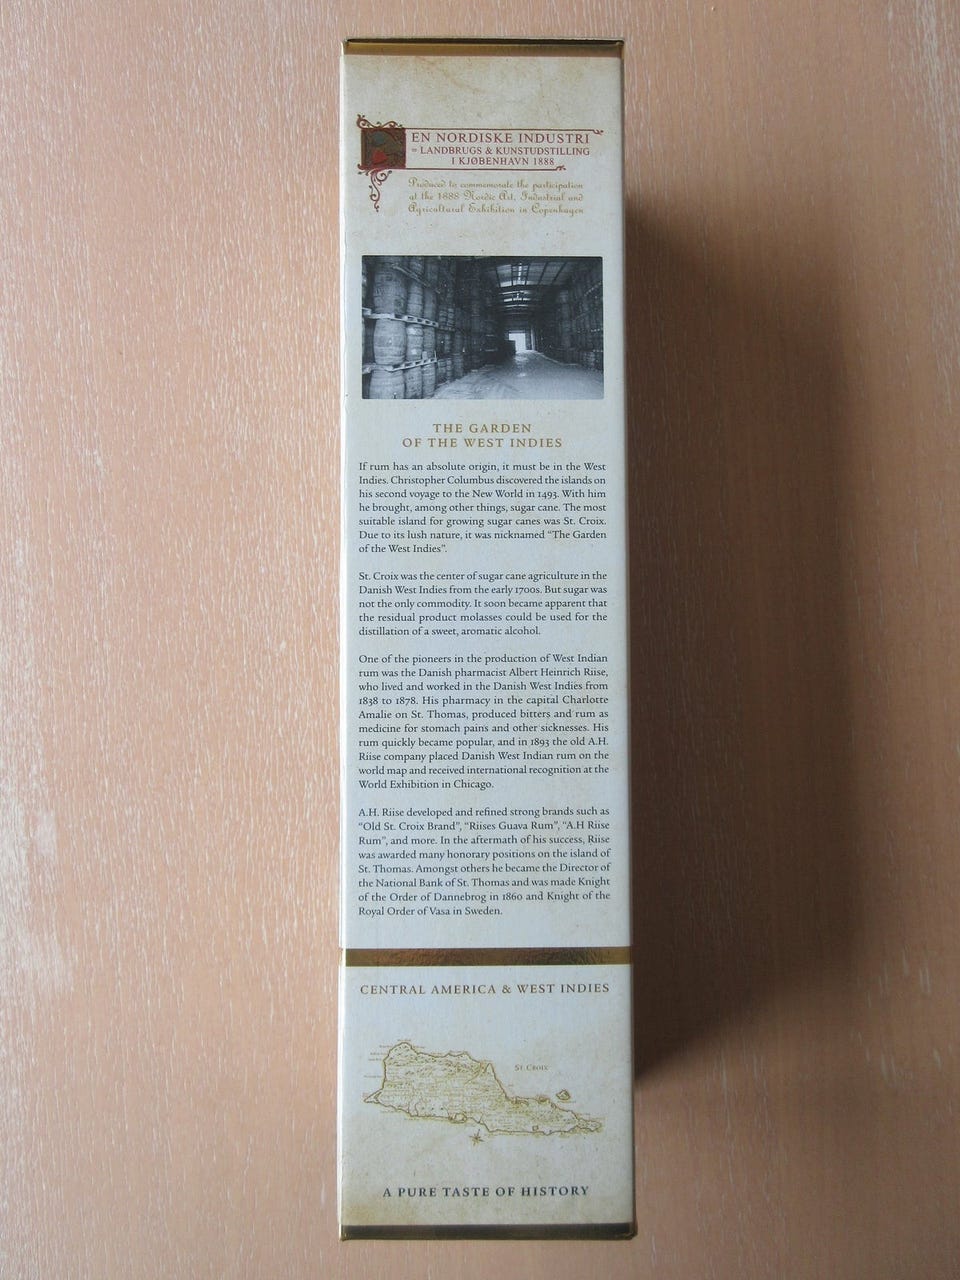 EN NORDISKE INDUSTRI
= LANDBRUGS & KUNSTUDSTILLING
I KJØBENHAVN 1888
Produced to commemorate the participation
at the 1888 Nordic Art, Industrial and
Agricultural Exhibition in Copenhagen
THE GARDEN
OF THE WEST INDIES
If rum has an absolute origin, it must be in the West
Indies. Christopher Columbus discovered the islands on
his second voyage to the New World in 1493. With him
he brought, among other things, sugar cane. The most
suitable island for growing sugar canes was St. Croix.
Due to its lush nature, it was nicknamed “The Garden
of the West Indies”.
St. Croix was the center of sugar cane agriculture in the
Danish West Indies from the early 1700s. But sugar was
not the only commodity. It soon became apparent that
the residual product molasses could be used for the
distillation of a sweet, aromatic alcohol.
One of the pioneers in the production of West Indian
rum was the Danish pharmacist Albert Heinrich Riise,
who lived and worked in the Danish West Indies from
1838 to 1878. His pharmacy in the capital Charlotte
Amalie on St. Thomas, produced bitters and rum as
medicine for stomach pains and other sicknesses. His
rum quickly became popular, and in 1893 the old A.H.
Riise company placed Danish West Indian rum on the
world map and received international recognition at the
World Exhibition in Chicago.
A.H. Riise developed and refined strong brands such as
“Old St. Croix Brand”, “Riises Guava Rum”, “A.H Riise
Rum”, and more. In the aftermath of his success, Riise
was awarded many honorary positions on the island of
St. Thomas. Amongst others he became the Director of
the National Bank of St. Thomas and was made Knight
of the Order of Dannebrog in 1860 and Knight of the
Royal Order of Vasa in Sweden.
CENTRAL AMERICA & WEST INDIES
ST. CROIX
A PURE TASTE OF HISTORY